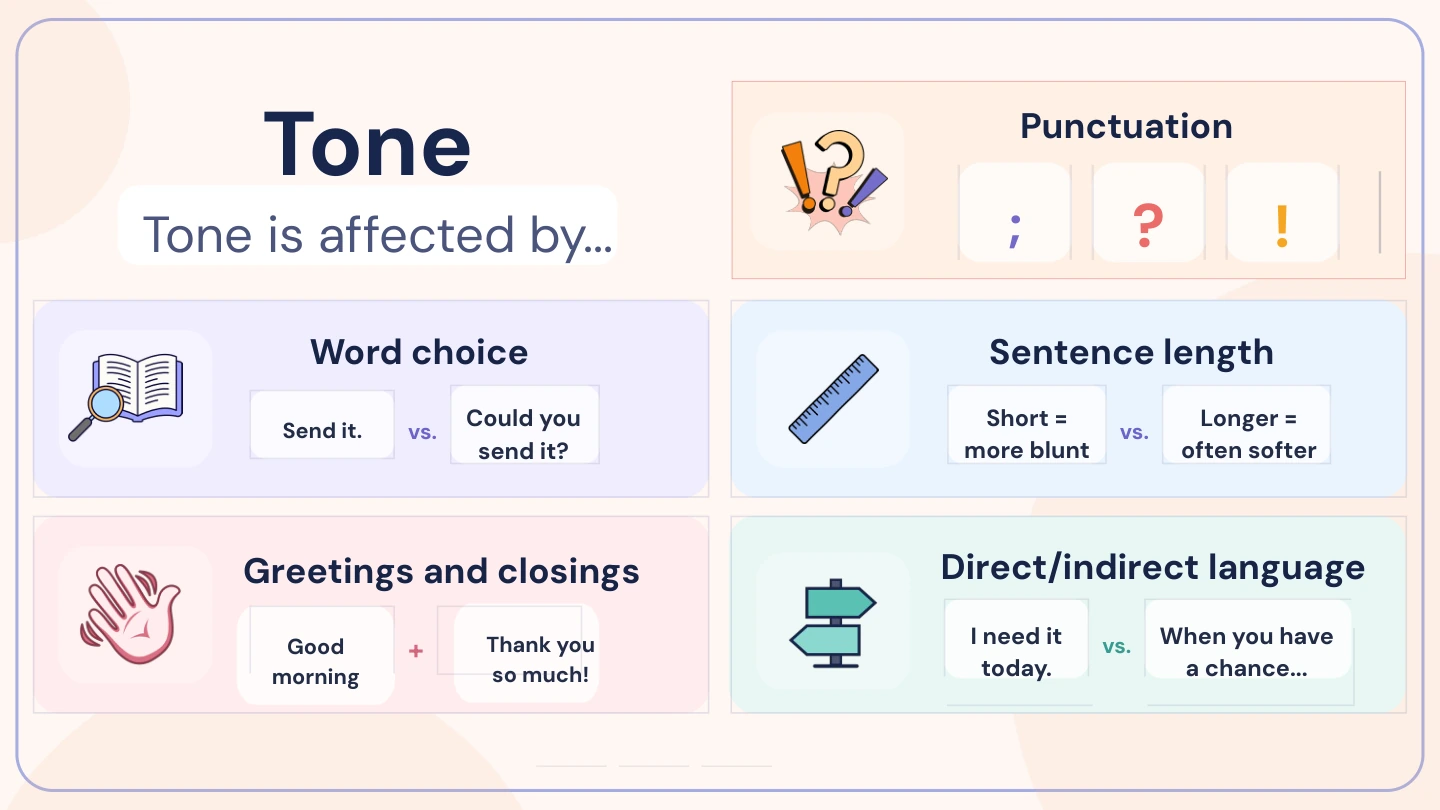 Tone
Tone is affected by...
Punctuation
;
?
!
Word choice
Send it.
vs.
Could you
send it?
Sentence length
Short =
more blunt
vs.
Longer =
often softer
Greetings and closings
Good
morning
+
Thank you
so much!
Direct/indirect language
I need it
today.
vs.
When you have
a chance...